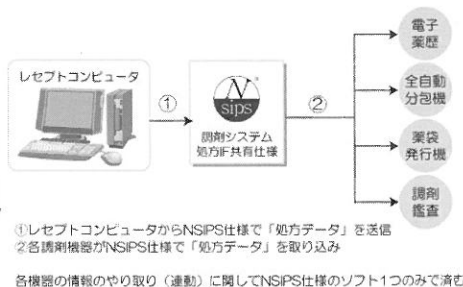 電子
薬歴
レセプトコンピュータ
全自動
分包機
①
N
sips
®
②
調剤システム
処方IF共有仕様
薬袋
発行機
調剤
鑑査
①レセプトコンピュータからNSIPS仕様で「処方データ」を送信
②各調剤機器がNSIPS仕様で「処方データ」を取り込み
各機器の情報のやり取り（連動）に関してNSIPS仕様のソフト1つのみで済む